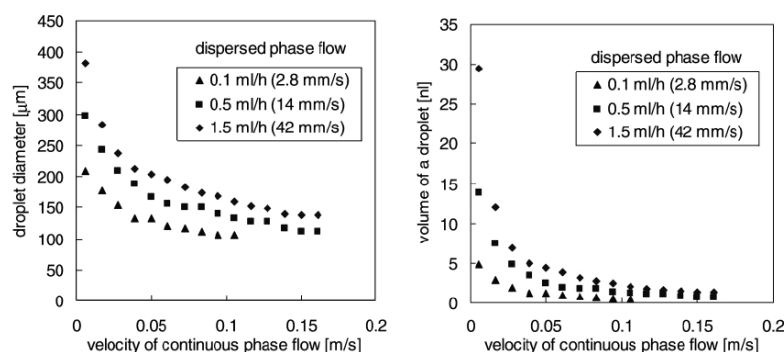 450
400
350
300
250
200
150
100
50
0
droplet diameter [μm]
dispersed phase flow
0.1 ml/h (2.8 mm/s)
0.5 ml/h (14 mm/s)
1.5 ml/h (42 mm/s)
0 0.05 0.1 0.15 0.2
velocity of continuous phase flow [m/s]
35
30
25
20
15
10
5
0
volume of a droplet [nl]
dispersed phase flow
0.1 ml/h (2.8 mm/s)
0.5 ml/h (14 mm/s)
1.5 ml/h (42 mm/s)
0 0.05 0.1 0.15 0.2
velocity of continuous phase flow [m/s]